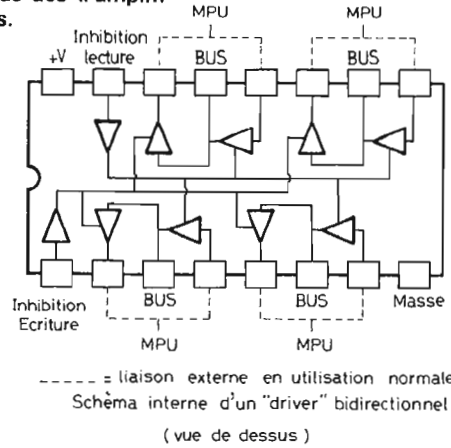 s.
MPU
MPU
Inhibition
lecture
+V
BUS
BUS
Inhibition
Ecriture
BUS
BUS
Masse
MPU
MPU
----- = liaison externe en utilisation normale
Schèma interne d'un "driver" bidirectionnel
( vue de dessus )